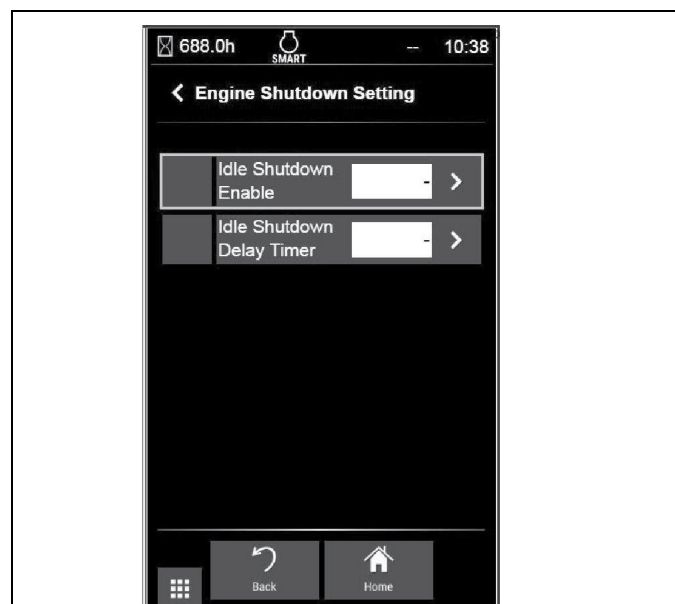 688.0h
SMART
--
10:38
Engine Shutdown Setting
Idle Shutdown
Enable
-
Idle Shutdown
Delay Timer
-
Back
Home